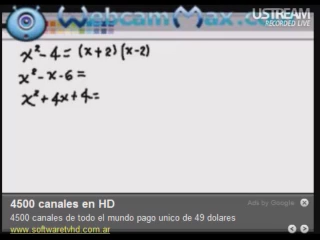 WebcamMax.com
USTREAM
RECORDED LIVE
x² - 4 = (x+2)(x-2)
x² - x - 6 =
x² + 4x + 4 =
4500 canales en HD
Ads by Google
4500 canales de todo el mundo pago unico de 49 dolares
www.softwaretvhd.com.ar